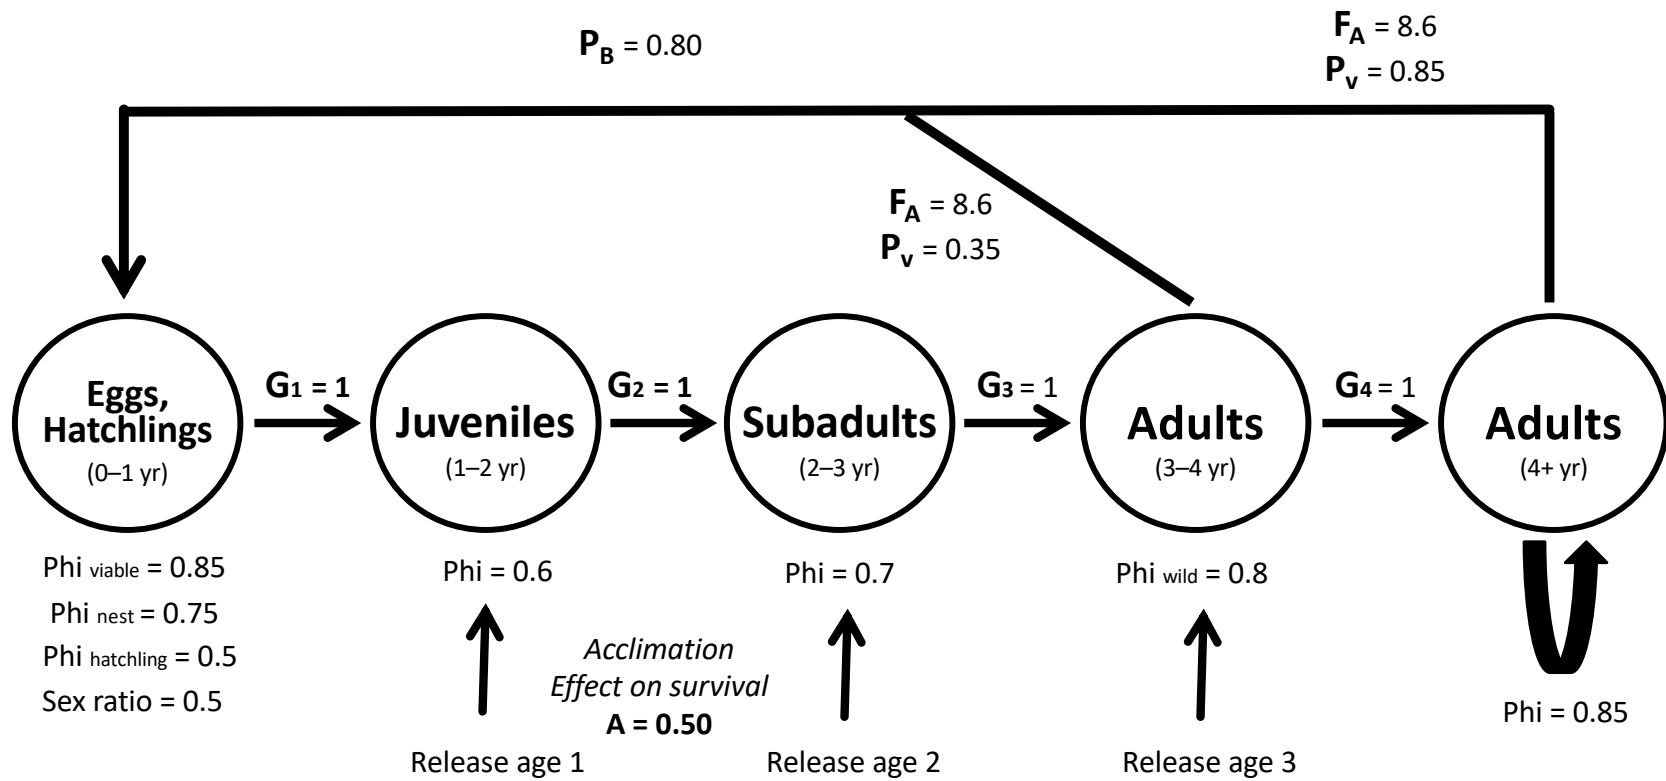 P_B = 0.80
F_A = 8.6
P_v = 0.85
F_A = 8.6
P_v = 0.35
Eggs,
Hatchlings
(0–1 yr)
G1 = 1
Juveniles
(1–2 yr)
G2 = 1
Subadults
(2–3 yr)
G3 = 1
Adults
(3–4 yr)
G4 = 1
Adults
(4+ yr)
Phi viable = 0.85
Phi nest = 0.75
Phi hatchling = 0.5
Sex ratio = 0.5
Phi = 0.6
Phi = 0.7
Phi wild = 0.8
Phi = 0.85
Acclimation
Effect on survival
A = 0.50
Release age 1
Release age 2
Release age 3